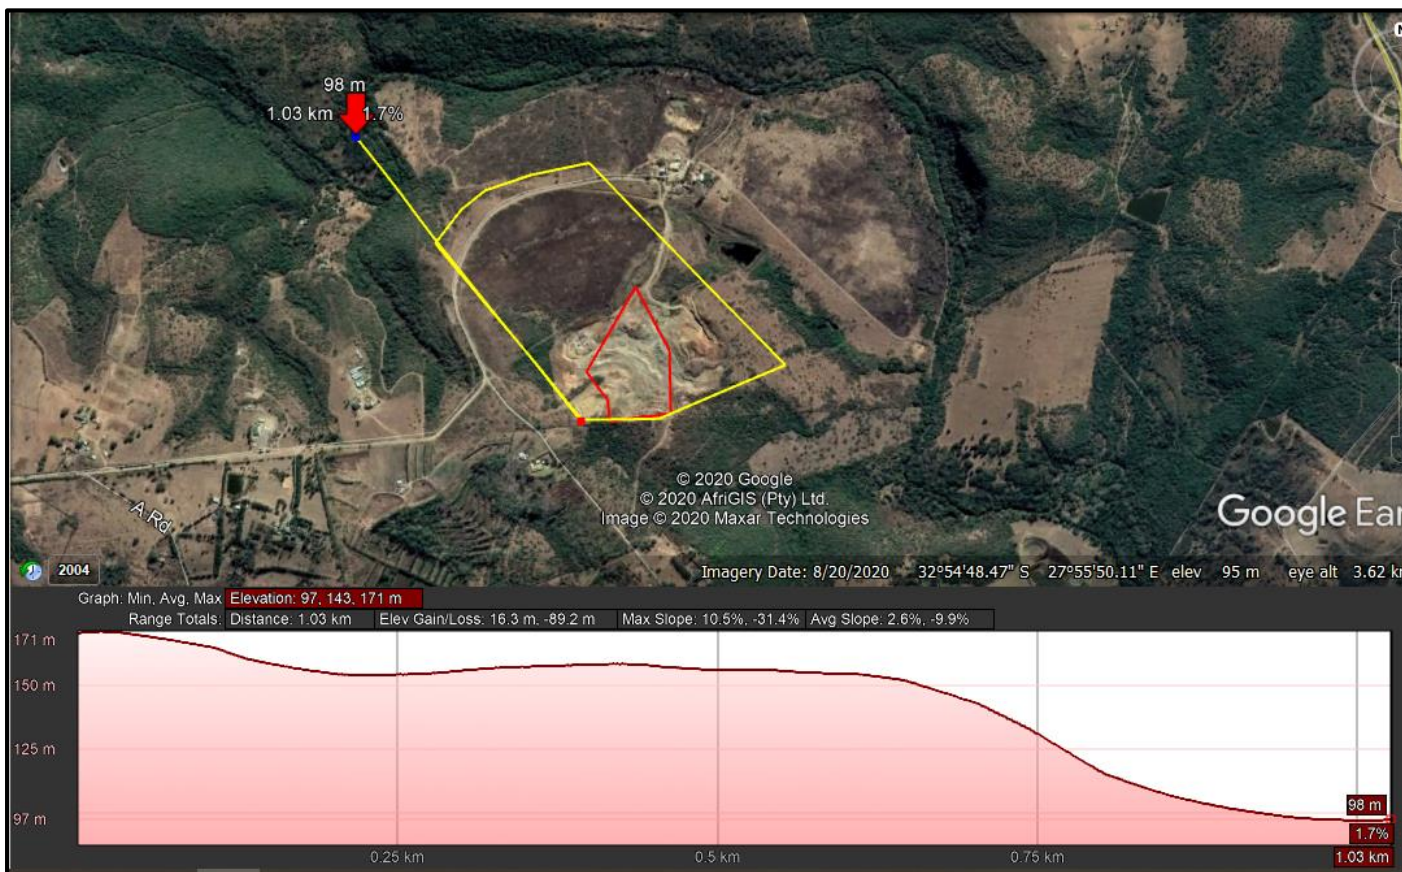 98 m
1.03 km 1.7%
A Rd
© 2020 Google
© 2020 AfriGIS (Pty) Ltd.
Image © 2020 Maxar Technologies
Google Ear
2004
Imagery Date: 8/20/2020 32°54'48.47" S 27°55'50.11" E elev 95 m eye alt 3.62 km
Graph: Min, Avg, Max Elevation: 97, 143, 171 m
Range Totals: Distance: 1.03 km Elev Gain/Loss: 16.3 m, -89.2 m Max Slope: 10.5%, -31.4% Avg Slope: 2.6%, -9.9%
171 m
150 m
125 m
97 m
98 m
1.7%
0.25 km 0.5 km 0.75 km 1.03 km